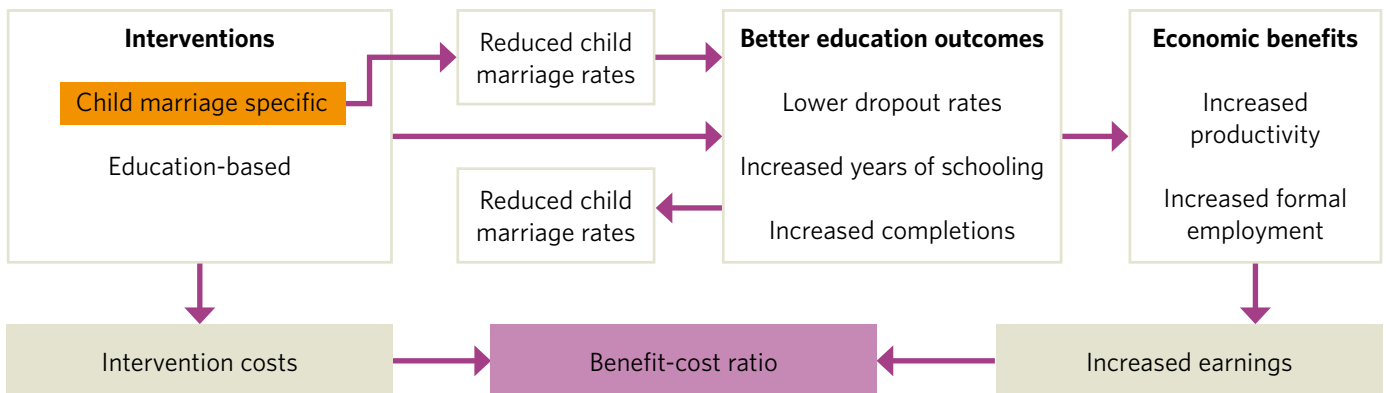 Interventions
Child marriage specific
Education-based
Reduced child
marriage rates
Reduced child
marriage rates
Better education outcomes
Lower dropout rates
Increased years of schooling
Increased completions
Economic benefits
Increased
productivity
Increased formal
employment
Intervention costs
Benefit-cost ratio
Increased earnings